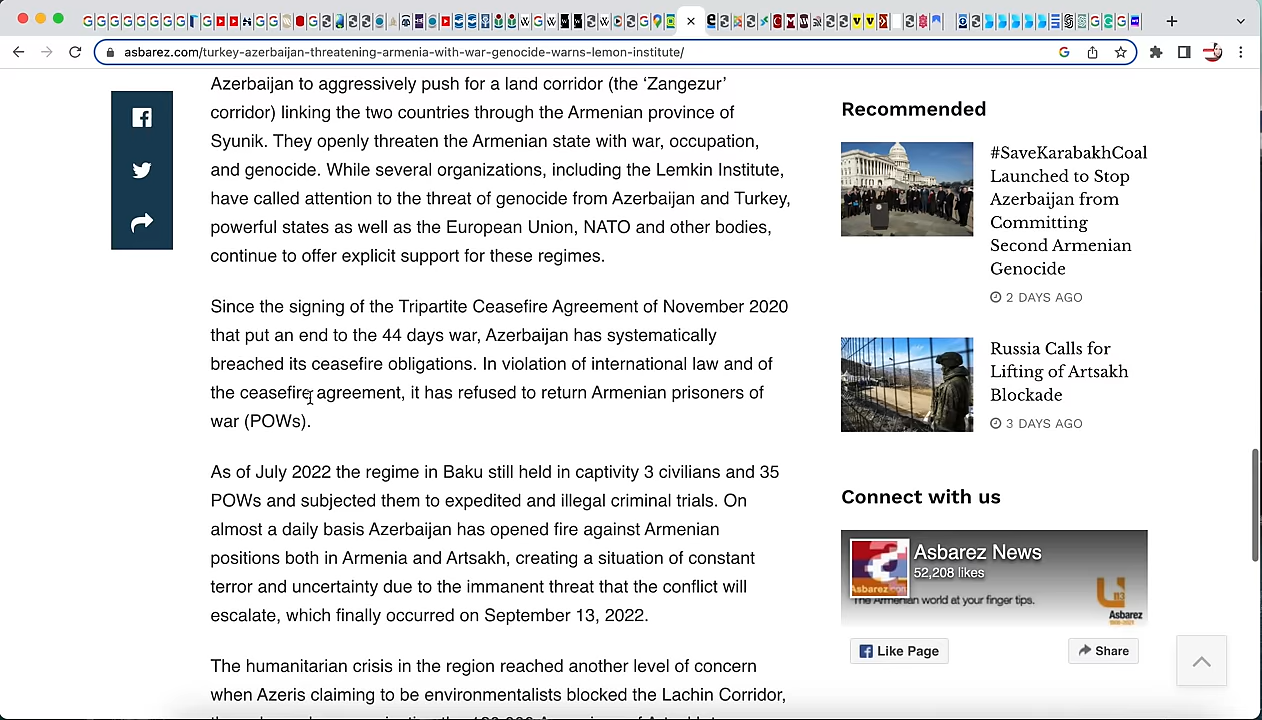 asbarez.com/turkey-azerbaijan-threatening-armenia-with-war-genocide-warns-lemon-institute/
Azerbaijan to aggressively push for a land corridor (the ‘Zangezur’
corridor) linking the two countries through the Armenian province of
Syunik. They openly threaten the Armenian state with war, occupation,
and genocide. While several organizations, including the Lemkin Institute,
have called attention to the threat of genocide from Azerbaijan and Turkey,
powerful states as well as the European Union, NATO and other bodies,
continue to offer explicit support for these regimes.
Since the signing of the Tripartite Ceasefire Agreement of November 2020
that put an end to the 44 days war, Azerbaijan has systematically
breached its ceasefire obligations. In violation of international law and of
the ceasefire agreement, it has refused to return Armenian prisoners of
war (POWs).
As of July 2022 the regime in Baku still held in captivity 3 civilians and 35
POWs and subjected them to expedited and illegal criminal trials. On
almost a daily basis Azerbaijan has opened fire against Armenian
positions both in Armenia and Artsakh, creating a situation of constant
terror and uncertainty due to the immanent threat that the conflict will
escalate, which finally occurred on September 13, 2022.
The humanitarian crisis in the region reached another level of concern
when Azeris claiming to be environmentalists blocked the Lachin Corridor,
Recommended
#SaveKarabakhCoal
Launched to Stop
Azerbaijan from
Committing
Second Armenian
Genocide
2 DAYS AGO
Russia Calls for
Lifting of Artsakh
Blockade
3 DAYS AGO
Connect with us
Asbarez News
52,208 likes
The Armenian world at your finger tips.
Asbarez.com
Asbarez
Like Page
Share